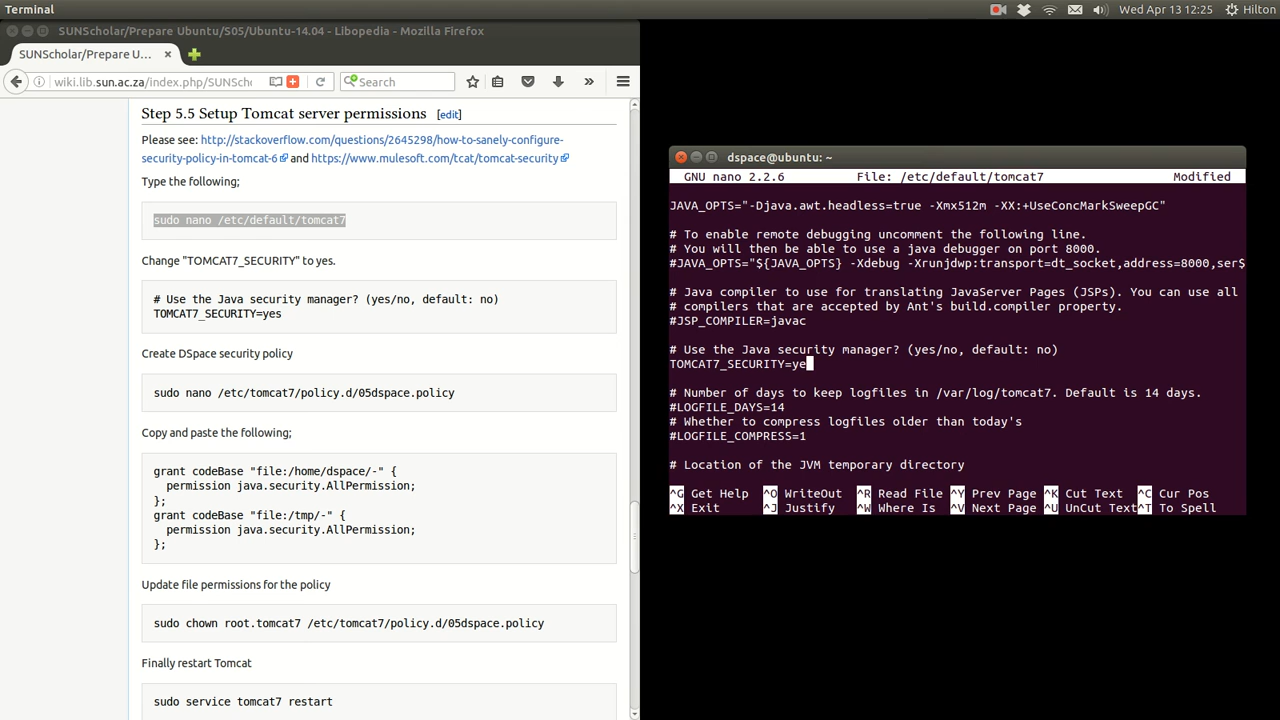 Terminal
Wed Apr 13 12:25
Hilton
SUNScholar/Prepare Ubuntu/S05/Ubuntu-14.04 - Libopedia - Mozilla Firefox
SUNScholar/Prepare U...
wiki.lib.sun.ac.za/index.php/SUNSch
Search
Step 5.5 Setup Tomcat server permissions [edit]
Please see: http://stackoverflow.com/questions/2645298/how-to-sanely-configure-
security-policy-in-tomcat-6 and https://www.mulesoft.com/tcat/tomcat-security
Type the following;
sudo nano /etc/default/tomcat7
Change "TOMCAT7_SECURITY" to yes.
# Use the Java security manager? (yes/no, default: no)
TOMCAT7_SECURITY=yes
Create DSpace security policy
sudo nano /etc/tomcat7/policy.d/05dspace.policy
Copy and paste the following;
grant codeBase "file:/home/dspace/-" {
permission java.security.AllPermission;
};
grant codeBase "file:/tmp/-" {
permission java.security.AllPermission;
};
Update file permissions for the policy
sudo chown root.tomcat7 /etc/tomcat7/policy.d/05dspace.policy
Finally restart Tomcat
sudo service tomcat7 restart
dspace@ubuntu: ~
GNU nano 2.2.6 File: /etc/default/tomcat7 Modified
JAVA_OPTS="-Djava.awt.headless=true -Xmx512m -XX:+UseConcMarkSweepGC"
# To enable remote debugging uncomment the following line.
# You will then be able to use a java debugger on port 8000.
#JAVA_OPTS="${JAVA_OPTS} -Xdebug -Xrunjdwp:transport=dt_socket,address=8000,ser$
# Java compiler to use for translating JavaServer Pages (JSPs). You can use all
# compilers that are accepted by Ant's build.compiler property.
#JSP_COMPILER=javac
# Use the Java security manager? (yes/no, default: no)
TOMCAT7_SECURITY=ye
# Number of days to keep logfiles in /var/log/tomcat7. Default is 14 days.
#LOGFILE_DAYS=14
# Whether to compress logfiles older than today's
#LOGFILE_COMPRESS=1
# Location of the JVM temporary directory
^G Get Help ^O WriteOut ^R Read File ^Y Prev Page ^K Cut Text ^C Cur Pos
^X Exit ^J Justify ^W Where Is ^V Next Page ^U UnCut Text ^T To Spell